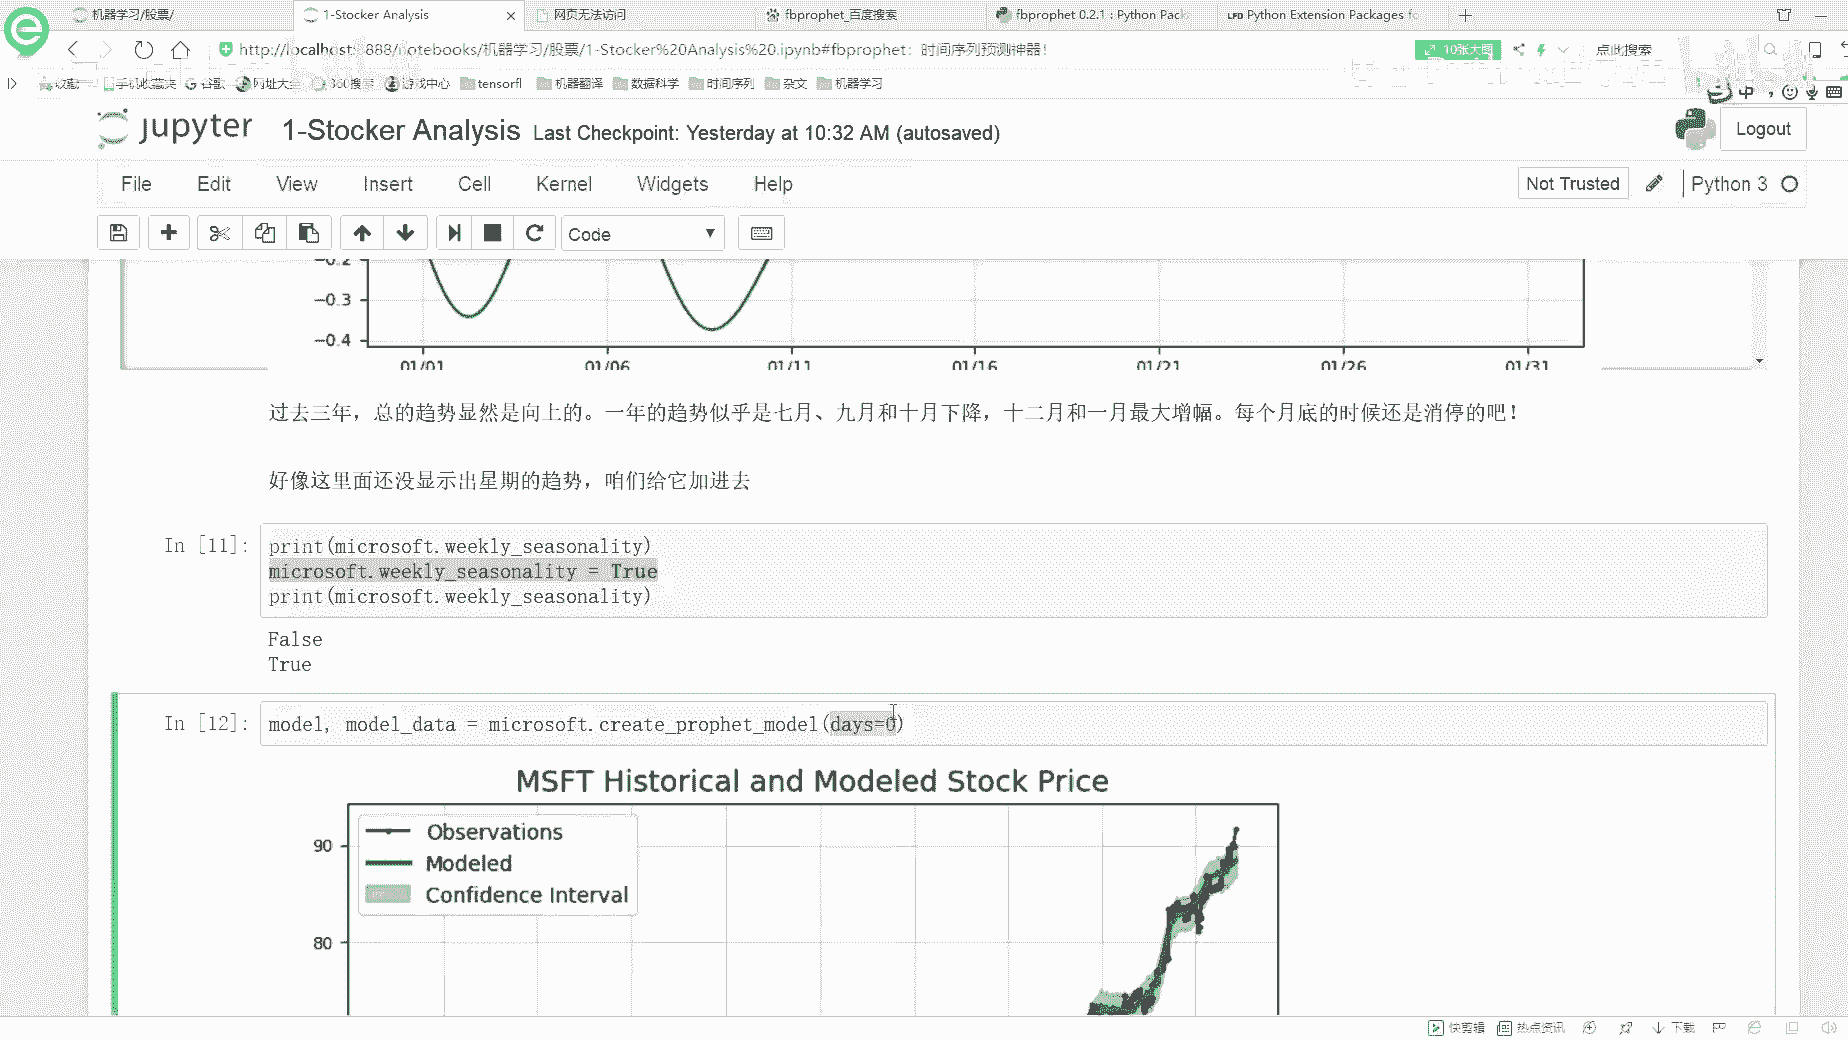 机器学习/股票/
1-Stocker Analysis
网页无法访问
fbprophet_百度搜索
fbprophet 0.2.1 : Python Pack
Python Extension Packages fo
http://localhost:8888/notebooks/机器学习/股票/1-Stocker%20Analysis%20.ipynb#fbprophet：时间序列预测神器！
10张大图
点此搜索
收藏 手机收藏夹 谷歌 网址大全 360搜索 游戏中心 tensorfl 机器翻译 数据科学 时间序列 杂文 机器学习
中
jupyter 1-Stocker Analysis Last Checkpoint: Yesterday at 10:32 AM (autosaved)
Logout
File Edit View Insert Cell Kernel Widgets Help
Not Trusted Python 3
Code
−0.2
−0.3
−0.4
01/01 01/06 01/11 01/16 01/21 01/26 01/31
过去三年，总的趋势显然是向上的。一年的趋势似乎是七月、九月和十月下降，十二月和一月最大增幅。每个月底的时候还是消停的吧！
好像这里面还没显示出星期的趋势，咱们给它加进去
In [11]: print(microsoft.weekly_seasonality)
microsoft.weekly_seasonality = True
print(microsoft.weekly_seasonality)
False
True
In [12]: model, model_data = microsoft.create_prophet_model(days=0)
MSFT Historical and Modeled Stock Price
Observations
Modeled
Confidence Interval
90
80
快剪辑 热点资讯 下载